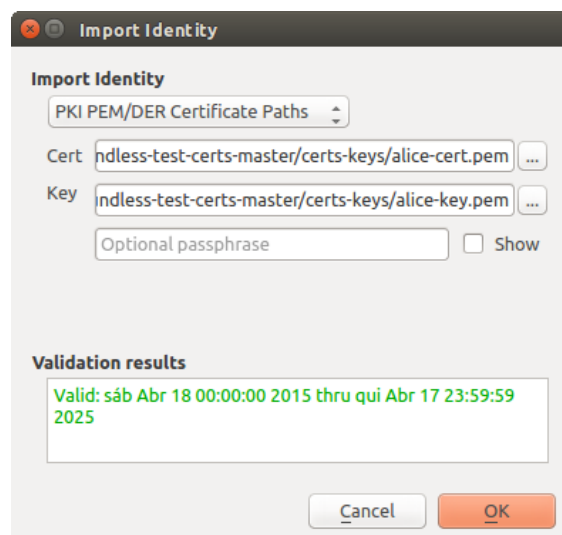 Import Identity
Import Identity
PKI PEM/DER Certificate Paths
Cert ndless-test-certs-master/certs-keys/alice-cert.pem ...
Key indless-test-certs-master/certs-keys/alice-key.pem ...
Optional passphrase Show
Validation results
Valid: sáb Abr 18 00:00:00 2015 thru qui Abr 17 23:59:59
2025
Cancel OK